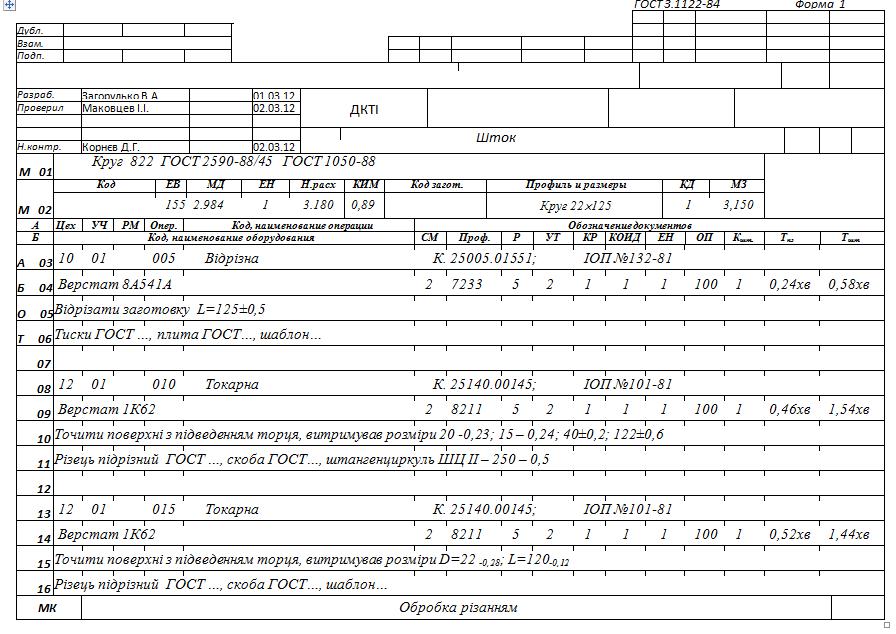 ГОСТ 3.1122-84 Форма 1
Дубл.
Взам.
Подп.
Разраб. Загорулько В.А. 01.03.12
Проверил Маковцев І.І. 02.03.12
ДКТІ
Шток
Н.контр. Корнєв Д.Г. 02.03.12
М 01 Круг 822 ГОСТ 2590-88/45 ГОСТ 1050-88
Код ЕВ МД ЕН Н.расх КИМ Код загот. Профиль и размеры КД МЗ
М 02 155 2.984 1 3.180 0,89 Круг 22×125 1 3,150
А Цех УЧ РМ Опер. Код, наименование операции Обозначение документов
Б Код, наименование оборудования СМ Проф. Р УТ КР КОИД ЕН ОП Кшт. Тпз Тшт
А 03 10 01 005 Відрізна К. 25005.01551; ІОП №132-81
Б 04 Верстат 8А541А 2 7233 5 2 1 1 1 100 1 0,24хв 0,58хв
О 05 Відрізати заготовку L=125±0,5
Т 06 Тиски ГОСТ ..., плита ГОСТ..., шаблон...
07
08 12 01 010 Токарна К. 25140.00145; ІОП №101-81
09 Верстат 1К62 2 8211 5 2 1 1 1 100 1 0,46хв 1,54хв
10 Точити поверхні з підведенням торця, витримував розміри 20 -0,23; 15 – 0,24; 40±0,2; 122±0,6
11 Різець підрізний ГОСТ ..., скоба ГОСТ..., штангенциркуль ШЦ ІІ – 250 – 0,5
12
13 12 01 015 Токарна К. 25140.00145; ІОП №101-81
14 Верстат 1К62 2 8211 5 2 1 1 1 100 1 0,52хв 1,44хв
15 Точити поверхні з підведенням торця, витримував розміри D=22 -0,28; L=120-0,12
16 Різець підрізний ГОСТ ..., скоба ГОСТ..., шаблон...
МК Обробка різанням